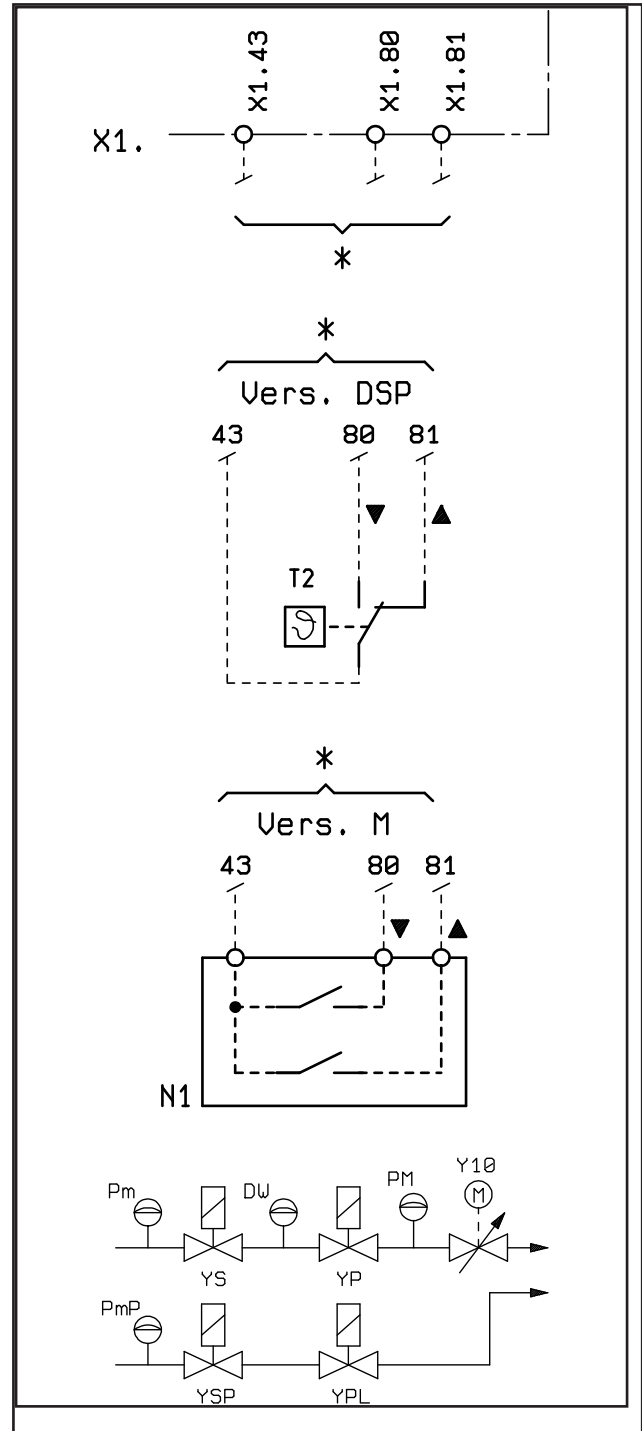 X1.43 X1.80 X1.81
X1.
*
*
Vers. DSP
43 80 81
T2
*
Vers. M
43 80 81
N1
Pm DW PM Y10
M
YS YP
PmP
YSP YPL